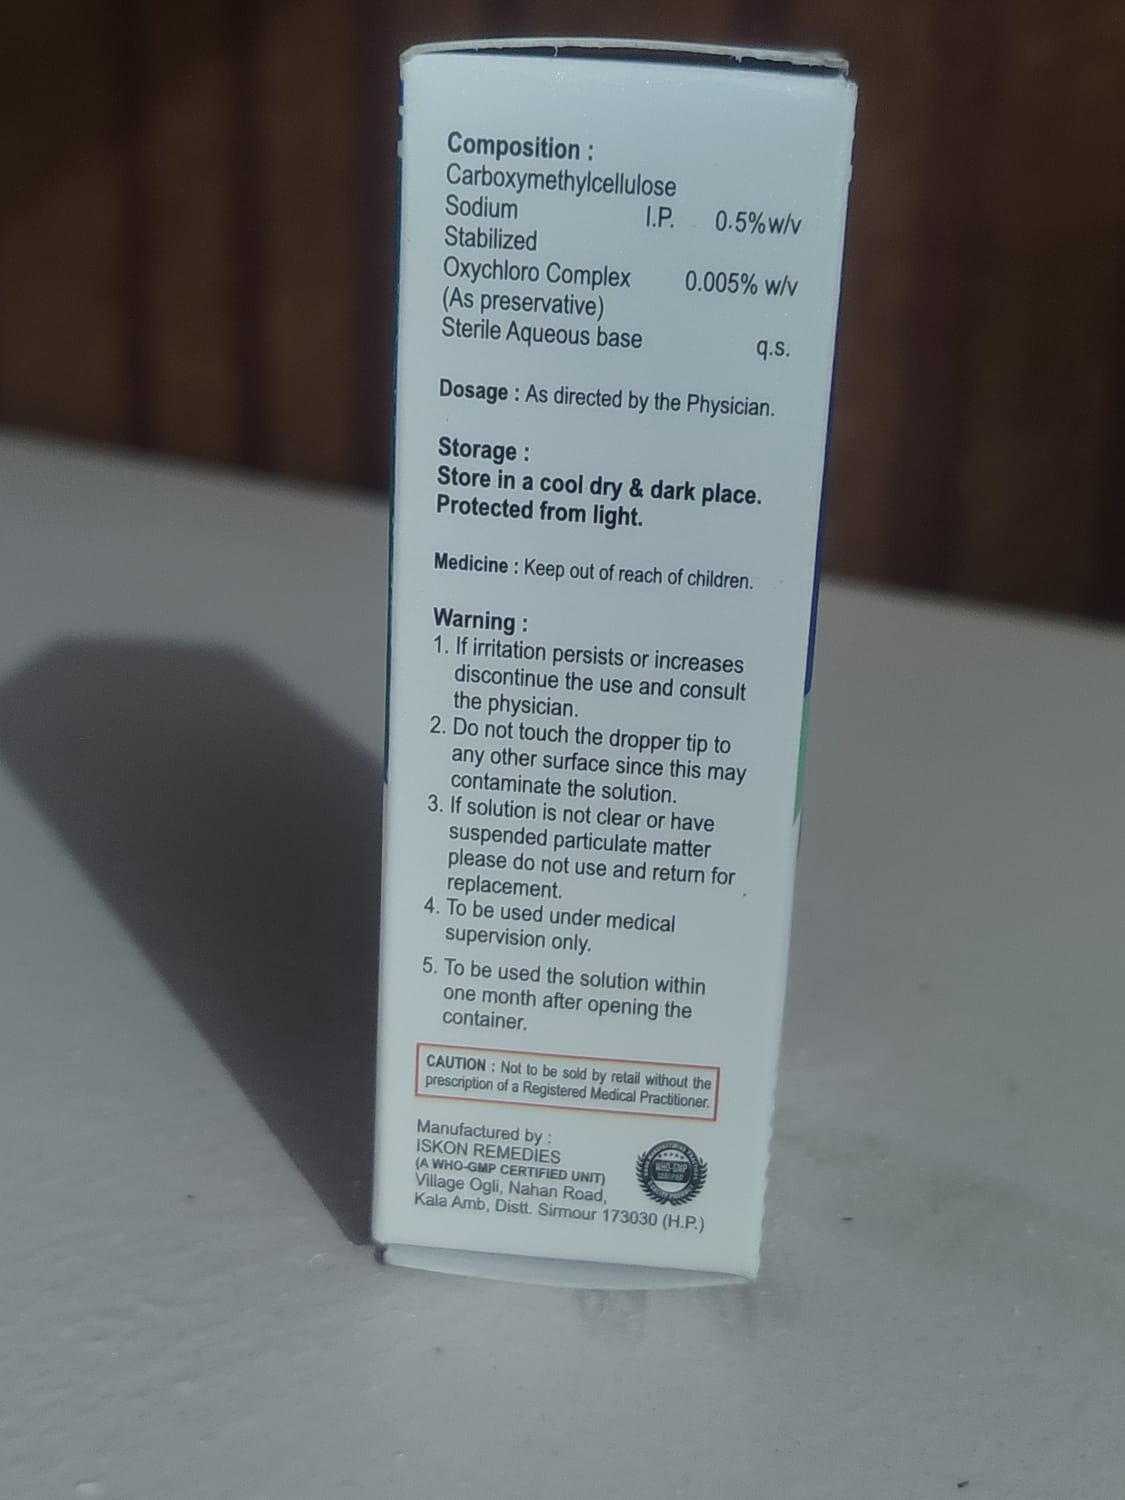 Composition :
Carboxymethylcellulose
Sodium I.P. 0.5%w/v
Stabilized
Oxychloro Complex 0.005% w/v
(As preservative)
Sterile Aqueous base q.s.
Dosage : As directed by the Physician.
Storage :
Store in a cool dry & dark place.
Protected from light.
Medicine : Keep out of reach of children.
Warning :
1. If irritation persists or increases
discontinue the use and consult
the physician.
2. Do not touch the dropper tip to
any other surface since this may
contaminate the solution.
3. If solution is not clear or have
suspended particulate matter
please do not use and return for
replacement.
4. To be used under medical
supervision only.
5. To be used the solution within
one month after opening the
container.
CAUTION : Not to be sold by retail without the
prescription of a Registered Medical Practitioner.
Manufactured by :
ISKON REMEDIES
(A WHO-GMP CERTIFIED UNIT)
Village Ogli, Nahan Road,
Kala Amb, Distt. Sirmour 173030 (H.P.)
WHO-GMP
CERTIFIED